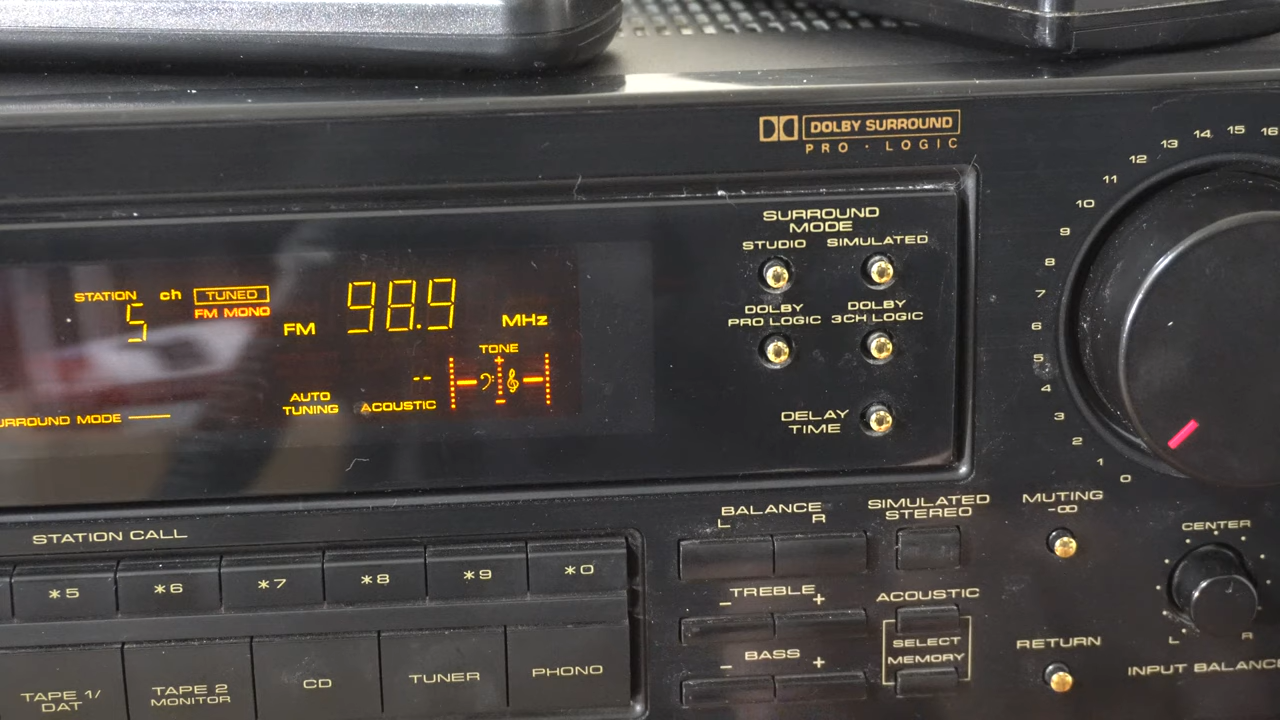 DOLBY SURROUND
PRO · LOGIC
SURROUND
MODE
STUDIO SIMULATED
DOLBY
PRO LOGIC
DOLBY
3CH LOGIC
DELAY
TIME
STATION 5 ch TUNED
FM MONO
FM 98.9 MHz
TONE
--
AUTO
TUNING
ACOUSTIC
URROUND MODE
0 1 2 3 4 5 6 7 8 9 10 11 12 13 14 15 16
STATION CALL
*5 *6 *7 *8 *9 *0
TAPE 1/
DAT
TAPE 2
MONITOR
CD
TUNER
PHONO
BALANCE
L R
SIMULATED
STEREO
MUTING
-∞
CENTER
L R
INPUT BALANC
- TREBLE +
ACOUSTIC
SELECT
MEMORY
- BASS +
RETURN